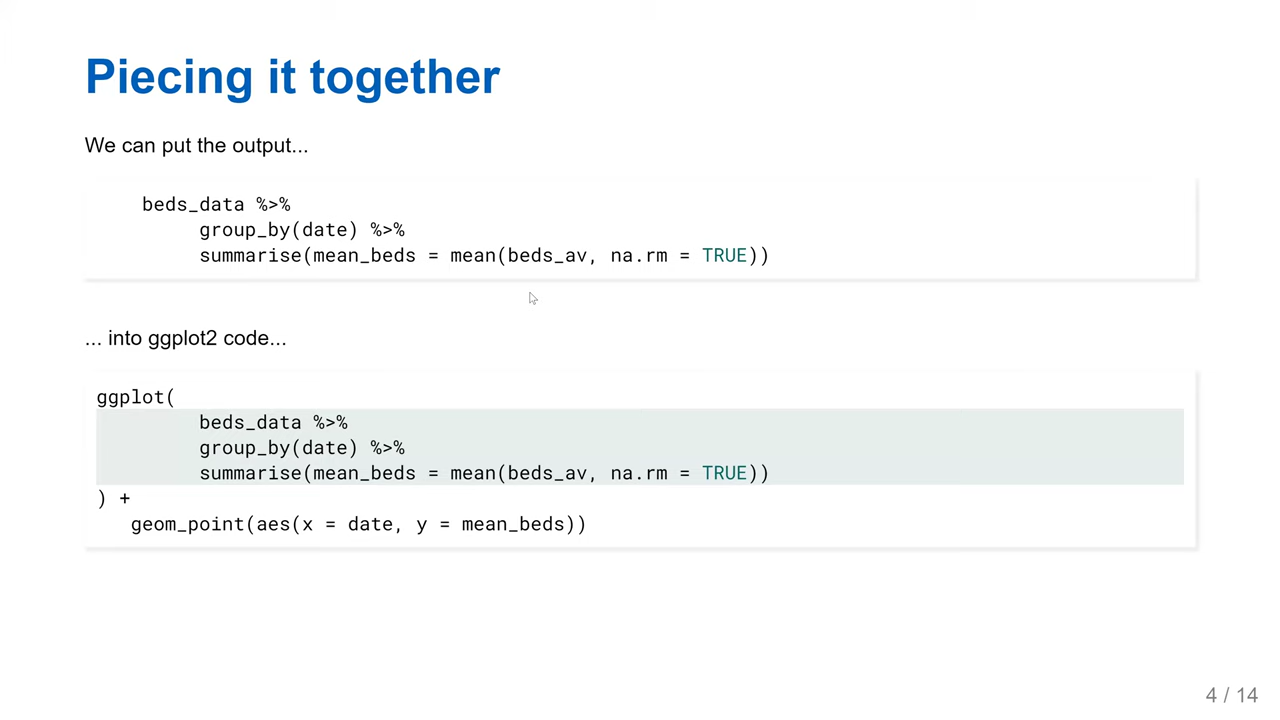 Piecing it together
We can put the output...
beds_data %>%
group_by(date) %>%
summarise(mean_beds = mean(beds_av, na.rm = TRUE))
... into ggplot2 code...
ggplot(
beds_data %>%
group_by(date) %>%
summarise(mean_beds = mean(beds_av, na.rm = TRUE))
) +
geom_point(aes(x = date, y = mean_beds))
4 / 14